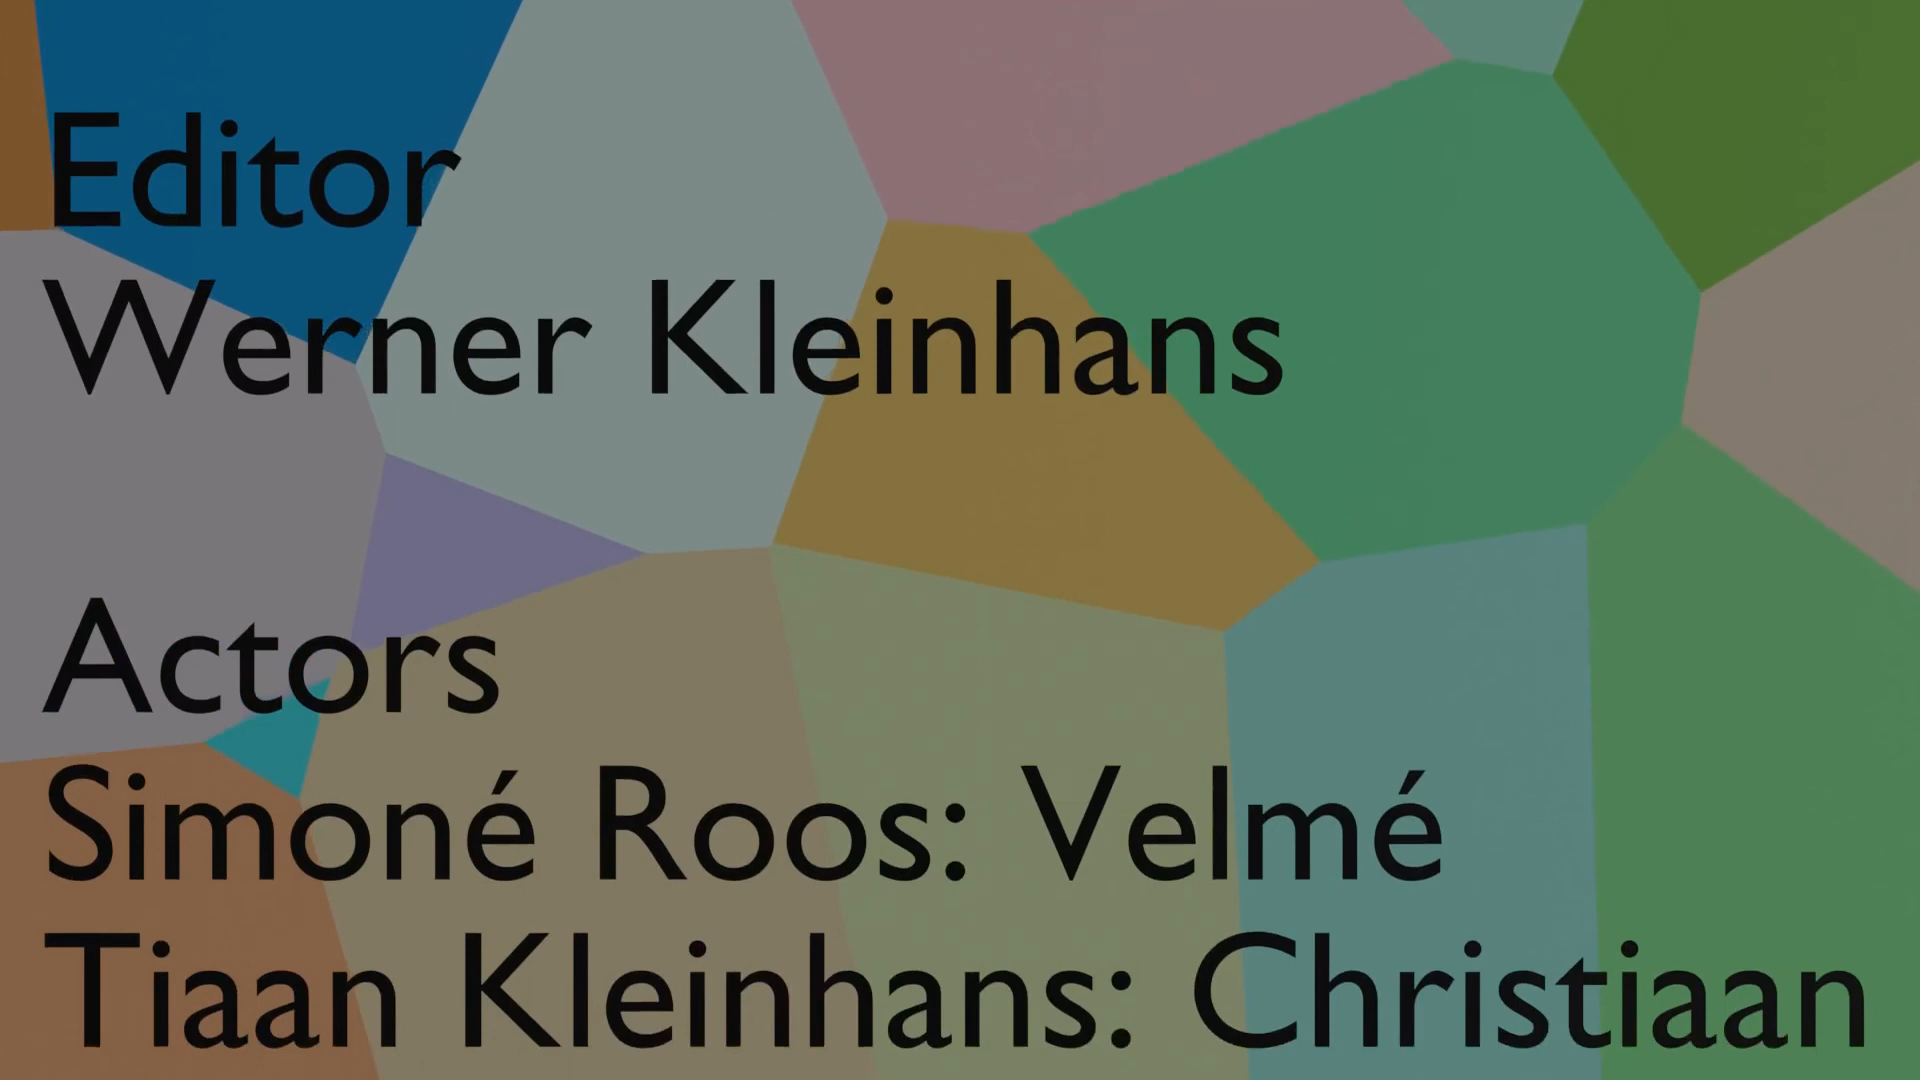 Editor
Werner Kleinhans
Actors
Simoné Roos: Velmé
Tiaan Kleinhans: Christiaan